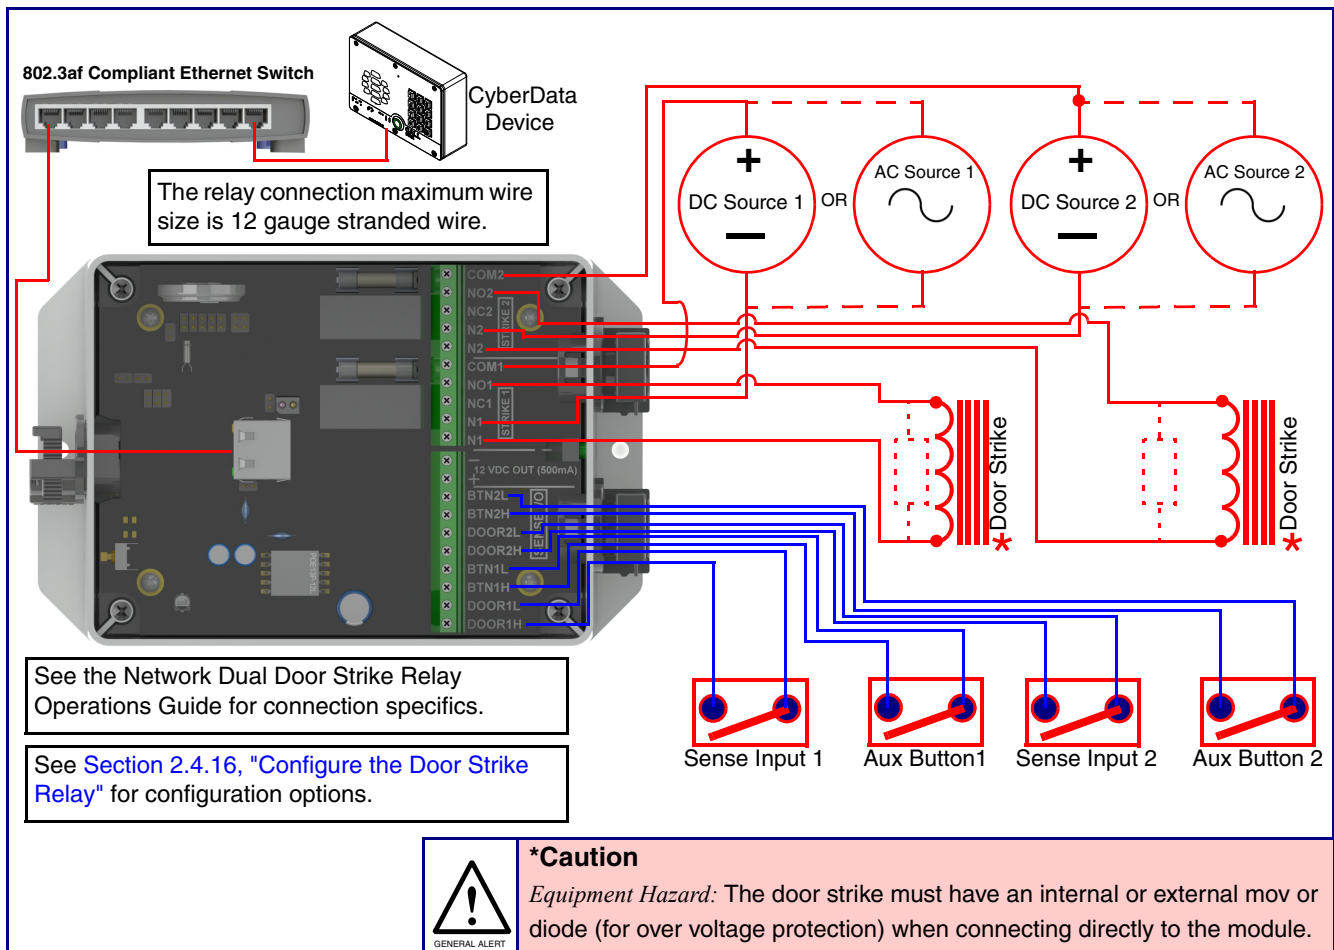 802.3af Compliant Ethernet Switch
CyberData
Device
The relay connection maximum wire
size is 12 gauge stranded wire.
+
DC Source 1
—
OR
AC Source 1
+
DC Source 2
—
OR
AC Source 2
COM2
NO2
NC2
N2
N2
STRIKE 2
COM1
NO1
NC1
N1
N1
STRIKE 1
–
+
12 VDC OUT (500mA)
BTN2L
BTN2H
DOOR2L
DOOR2H
BTN1L
BTN1H
DOOR1L
DOOR1H
*Door Strike
*Door Strike
Sense Input 1
Aux Button1
Sense Input 2
Aux Button 2
See the Network Dual Door Strike Relay
Operations Guide for connection specifics.
See Section 2.4.16, "Configure the Door Strike
Relay" for configuration options.
GENERAL ALERT
*Caution
Equipment Hazard: The door strike must have an internal or external mov or
diode (for over voltage protection) when connecting directly to the module.